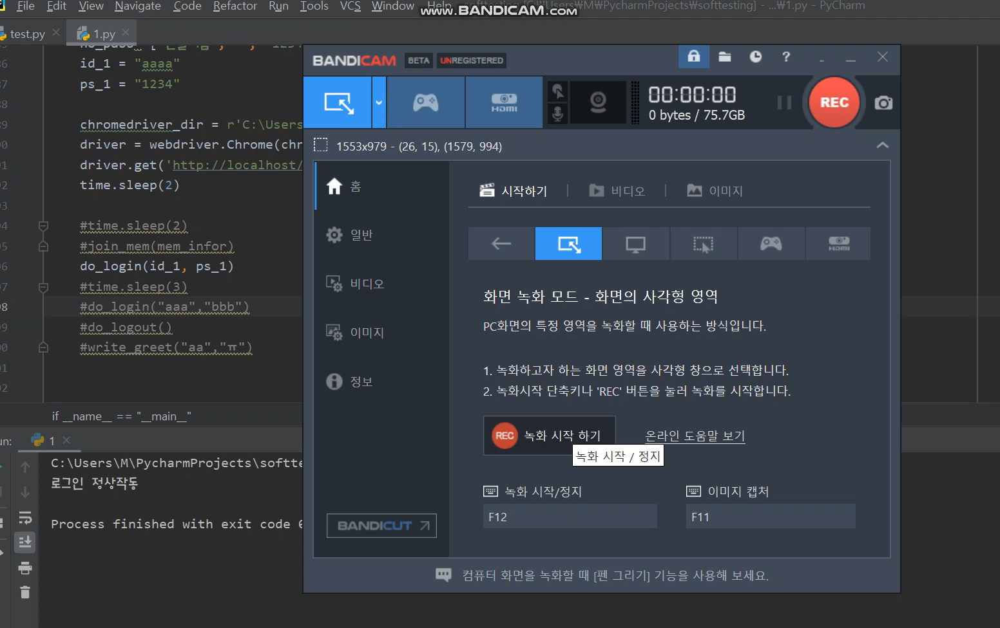 File Edit View Navigate Code Refactor Run Tools VCS Window Help softtesting [C:₩Users₩M₩PycharmProjects₩softtesting] - ...₩1.py - PyCharm
www.BANDICAM.com
test.py 1.py
id_1 = "aaaa"
ps_1 = "1234"
chromedriver_dir = r'C:\Users
driver = webdriver.Chrome(chr
driver.get('http://localhost/
time.sleep(2)
#time.sleep(2)
#join_mem(mem_infor)
do_login(id_1, ps_1)
#time.sleep(3)
#do_login("aaa","bbb")
#do_logout()
#write_greet("aa","ㅠ")
if __name__ == "__main__"
un: 1
C:\Users\M\PycharmProjects\softte
로그인 정상작동
Process finished with exit code 0
BANDICAM BETA UNREGISTERED
HDMI
00:00:00
0 bytes / 75.7GB
REC
1553x979 - (26, 15), (1579, 994)
홈
일반
비디오
이미지
정보
BANDICUT
시작하기 | 비디오 | 이미지
HDMI
화면 녹화 모드 - 화면의 사각형 영역
PC화면의 특정 영역을 녹화할 때 사용하는 방식입니다.
1. 녹화하고자 하는 화면 영역을 사각형 창으로 선택합니다.
2. 녹화시작 단축키나 'REC' 버튼을 눌러 녹화를 시작합니다.
REC 녹화 시작 하기 온라인 도움말 보기
녹화 시작 / 정지
녹화 시작/정지 이미지 캡처
F12 F11
컴퓨터 화면을 녹화할 때 [펜 그리기] 기능을 사용해 보세요.